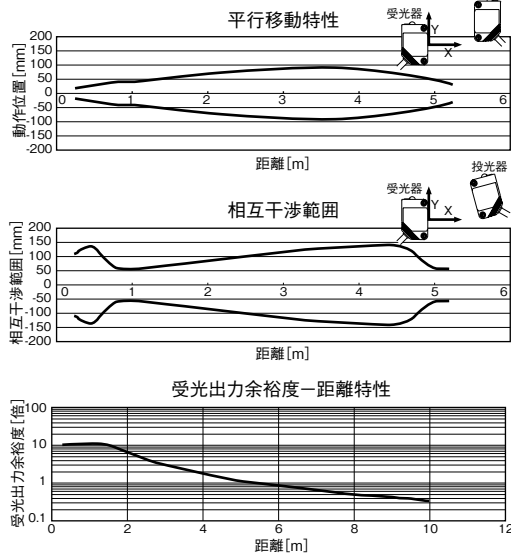 平行移動特性
受光器
Y
X
動作位置[mm]
200
150
100
50
0
-50
-100
-150
-200
0 1 2 3 4 5 6
距離[m]
相互干渉範囲
受光器
投光器
Y
X
相互干渉範囲[mm]
200
150
100
50
0
-50
-100
-150
-200
0 1 2 3 4 5 6
距離[m]
受光出力余裕度－距離特性
受光出力余裕度[倍]
100
10
1
0.1
0 2 4 6 8 10 12
距離[m]